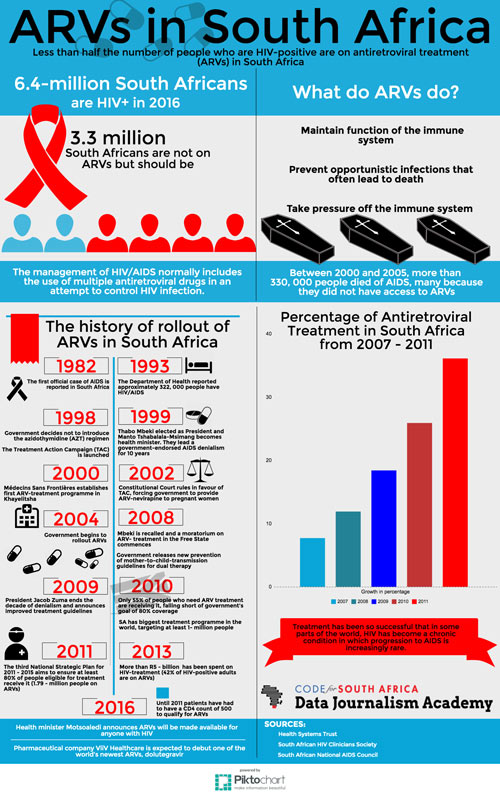 ARVs in South Africa
Less than half the number of people who are HIV-positive are on antiretroviral treatment
(ARVs) in South Africa
6.4-million South Africans
are HIV+ in 2016
3.3 million
South Africans are not on
ARVs but should be
The management of HIV/AIDS normally includes
the use of multiple antiretroviral drugs in an
attempt to control HIV infection.
What do ARVs do?
Maintain function of the immune
system
Prevent opportunistic infections that
often lead to death
Take pressure off the immune system
Between 2000 and 2005, more than
330, 000 people died of AIDS, many because
they did not have access to ARVs
The history of rollout of
ARVs in South Africa
1982
The first official case of AIDS is
reported in South Africa
1993
The Department of Health reported
approximately 322, 000 people have
HIV/AIDS
1998
Government decides not to introduce
the azidothymidine (AZT) regimen
The Treatment Action Campaign (TAC)
is launched
1999
Thabo Mbeki elected as President and
Manto Tshabalala-Msimang becomes
health minister. They lead a
government-endorsed AIDS denialism
for 10 years
2000
Médecins Sans Frontières establishes
first ARV-treatment programme in
Khayelitsha
2002
Constitutional Court rules in favour of
TAC, forcing government to provide
ARV-nevirapine to pregnant women
2004
Government begins to
rollout ARVs
2008
Mbeki is recalled and a moratorium on
ARV- treatment in the Free State
commences
Government releases new prevention
of mother-to-child-transmission
guidelines for dual therapy
2009
President Jacob Zuma ends the
decade of denialism and announces
improved treatment guidelines
2010
Only 55% of people who need ARV treatment
are receiving it, falling short of government's
goal of 80% coverage
SA has biggest treatment programme in the
world, targeting at least 1- million people
2011
The third National Strategic Plan for
2011 - 2015 aims to ensure at least
80% of people eligible for treatment
receive it (1.79 - million people on
ARVs)
2013
More than R5 - billion has been spent on
HIV-treatment (42% of HIV-positive adults
are on ARVs)
2016
Until 2011 patients have had
to have a CD4 count of 500
to qualify for ARVs
Health minister Motsoaledi announces ARVs will be made available for
anyone with HIV
Pharmaceutical company ViiV Healthcare is expected to debut one of the
world's newest ARVs, dolutegravir
Percentage of Antiretroviral
Treatment in South Africa
from 2007 - 2011
40
30
20
10
0
Growth in percentage
2007 2008 2009 2010 2011
Treatment has been so successful that in some
parts of the world, HIV has become a chronic
condition in which progression to AIDS is
increasingly rare.
CODE for SOUTH AFRICA
Data Journalism Academy
SOURCES:
Health Systems Trust
South African HIV Clinicians Society
South African National AIDS Council
powered by
Piktochart
make information beautiful